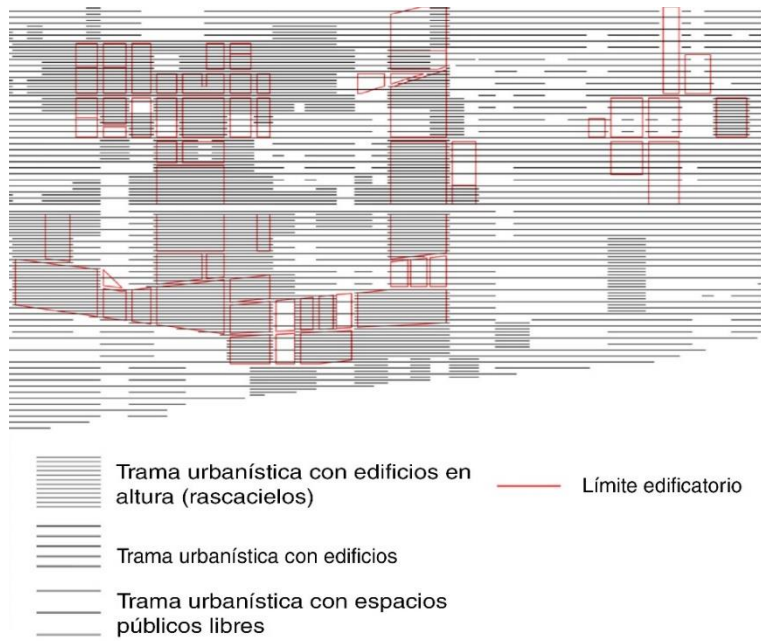 Trama urbanística con edificios en
altura (rascacielos)
Límite edificatorio
Trama urbanística con edificios
Trama urbanística con espacios
públicos libres